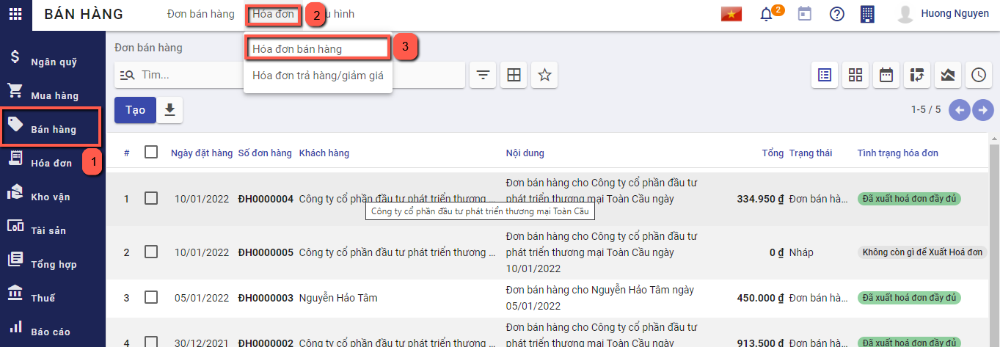 BÁN HÀNG
Đơn bán hàng
Hóa đơn
2
u hình
2
Huong Nguyen
Ngân quỹ
Mua hàng
Bán hàng
Hóa đơn
1
Kho vận
Tài sản
Tổng hợp
Thuế
Báo cáo
Đơn bán hàng
Hóa đơn bán hàng
3
Hóa đơn trả hàng/giảm giá
Tìm...
Tạo
1-5 / 5
# Ngày đặt hàng Số đơn hàng Khách hàng Nội dung Tổng Trạng thái Tình trạng hóa đơn
Đơn bán hàng cho Công ty cổ phần đầu tư
1 10/01/2022 ĐH0000004 Công ty cổ phần đầu tư phát triển thương ... phát triển thương mại Toàn Cầu ngày 334.950 ₫ Đơn bán hà... Đã xuất hoá đơn đầy đủ
Công ty cổ phần đầu tư phát triển thương mại Toàn Cầu
Đơn bán hàng cho Công ty cổ phần đầu tư
2 10/01/2022 ĐH0000005 Công ty cổ phần đầu tư phát triển thương ... phát triển thương mại Toàn Cầu ngày 0 ₫ Nháp Không còn gì để Xuất Hoá đơn
10/01/2022
Đơn bán hàng cho Nguyễn Hảo Tâm ngày
3 05/01/2022 ĐH0000003 Nguyễn Hảo Tâm 450.000 ₫ Đơn bán hà... Đã xuất hoá đơn đầy đủ
05/01/2022
Đơn bán hàng cho Công ty cổ phần đầu tư
4 30/12/2021 ĐH0000002 Công ty cổ phần đầu tư phát triển thương ... phát triển thương mại Toàn Cầu ngày 913.500 ₫ Đơn bán hà... Đã xuất hoá đơn đầy đủ